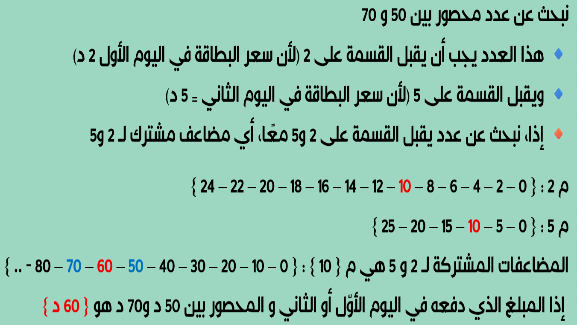 نبحث عن عدد محصور بين 50 و 70
هذا العدد يجب أن يقبل القسمة على 2 (لأن سعر البطاقة في اليوم الأول 2 د)
ويقبل القسمة على 5 (لأن سعر البطاقة في اليوم الثاني = 5 د)
إذا، نبحث عن عدد يقبل القسمة على 2 و5 معًا، أي مضاعف مشترك لـ 2 و5
م 2 : { 0 – 2 – 4 – 6 – 8 – 10 – 12 – 14 – 16 – 18 – 20 – 22 – 24 }
م 5 : { 0 – 5 – 10 – 15 – 20 – 25 }
المضاعفات المشتركة لـ 2 و 5 هي م { 10 } : { 0 – 10 – 20 – 30 – 40 – 50 – 60 – 70 – 80 - .. }
إذا المبلغ الذي دفعه في اليوم الأوّل أو الثاني و المحصور بين 50 د و70 د هو { 60 د }